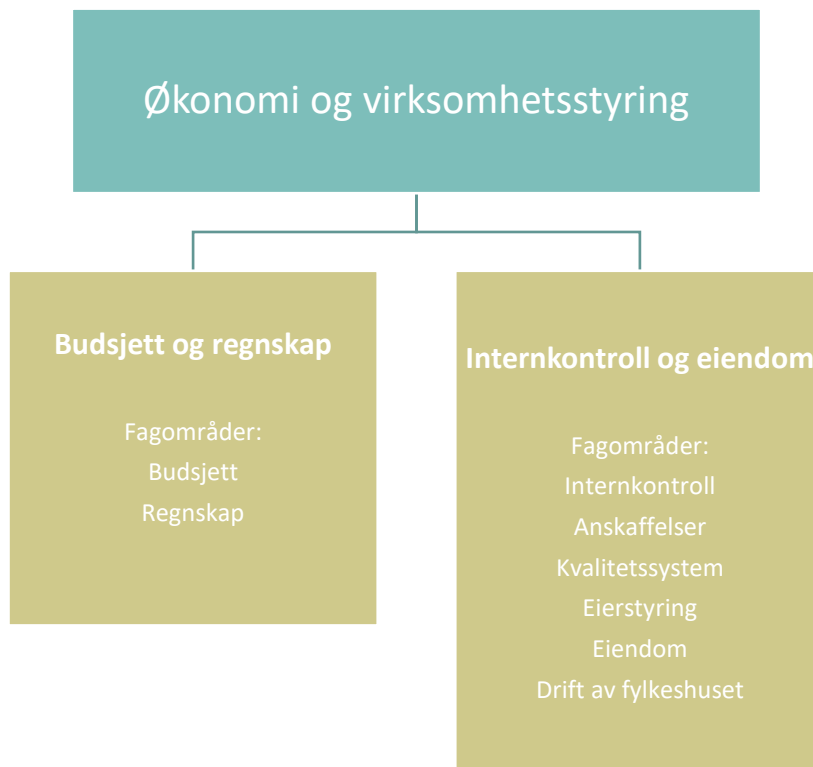 Økonomi og virksomhetsstyring
Budsjett og regnskap
Fagområder:
Budsjett
Regnskap
Internkontroll og eiendom
Fagområder:
Internkontroll
Anskaffelser
Kvalitetssystem
Eierstyring
Eiendom
Drift av fylkeshuset